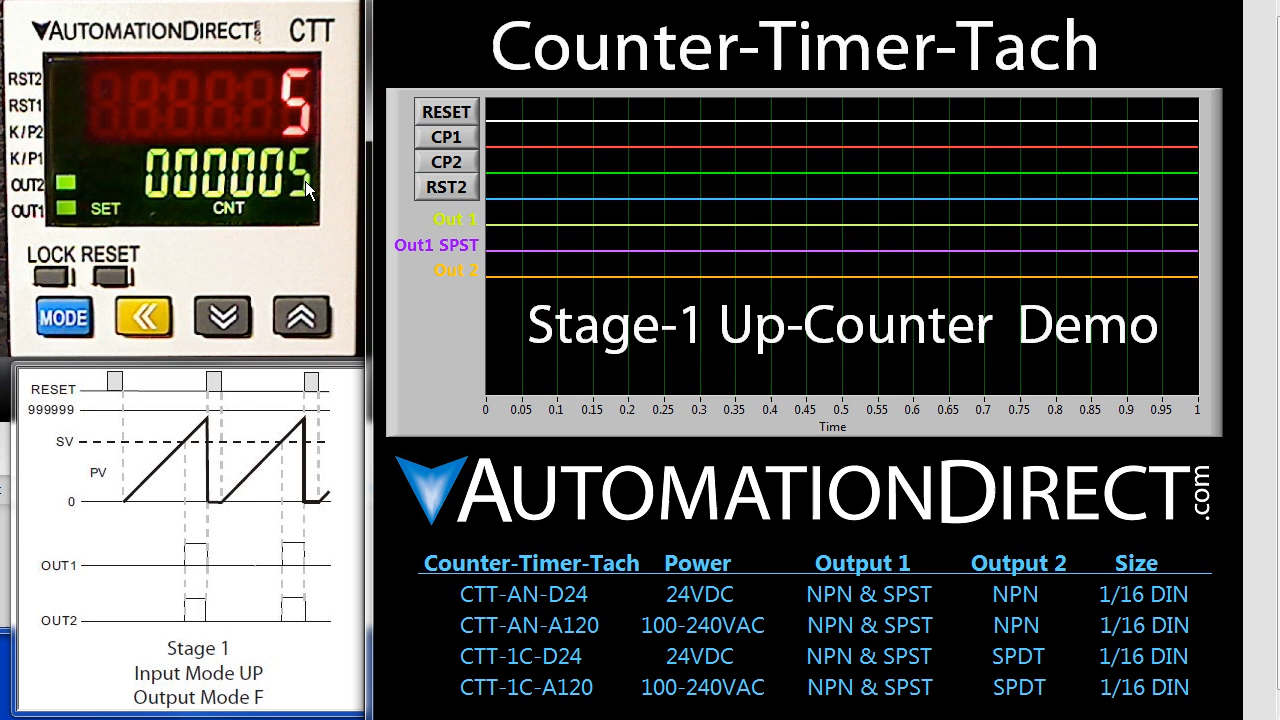 AUTOMATIONDIRECT.com CTT
RST2
RST1
K/P2
K/P1
OUT2
OUT1
5
000005
SET CNT
LOCK RESET
MODE
RESET
999999
SV
PV
0
OUT1
OUT2
Stage 1
Input Mode UP
Output Mode F
Counter-Timer-Tach
RESET
CP1
CP2
RST2
Out 1
Out1 SPST
Out 2
Stage-1 Up-Counter Demo
0 0.05 0.1 0.15 0.2 0.25 0.3 0.35 0.4 0.45 0.5 0.55 0.6 0.65 0.7 0.75 0.8 0.85 0.9 0.95 1
Time
AUTOMATIONDIRECT.com
Counter-Timer-Tach Power Output 1 Output 2 Size
CTT-AN-D24 24VDC NPN & SPST NPN 1/16 DIN
CTT-AN-A120 100-240VAC NPN & SPST NPN 1/16 DIN
CTT-1C-D24 24VDC NPN & SPST SPDT 1/16 DIN
CTT-1C-A120 100-240VAC NPN & SPST SPDT 1/16 DIN